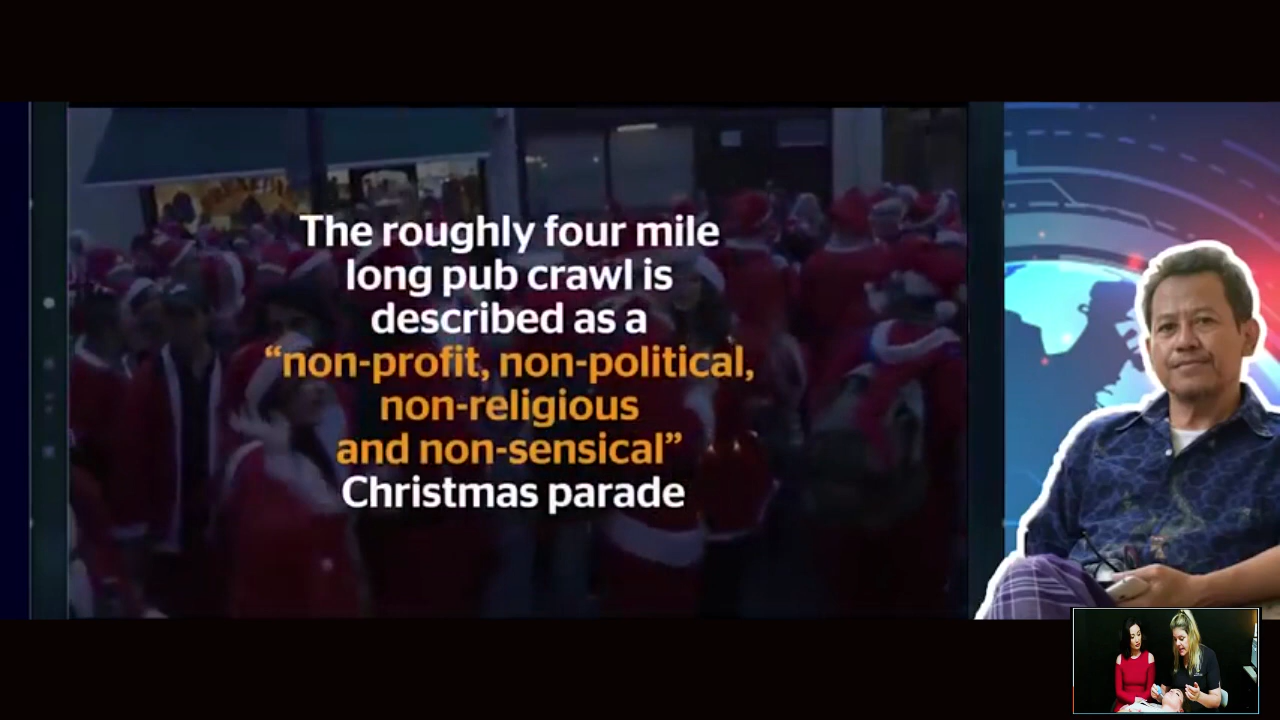 The roughly four mile
long pub crawl is
described as a
“non-profit, non-political,
non-religious
and non-sensical”
Christmas parade